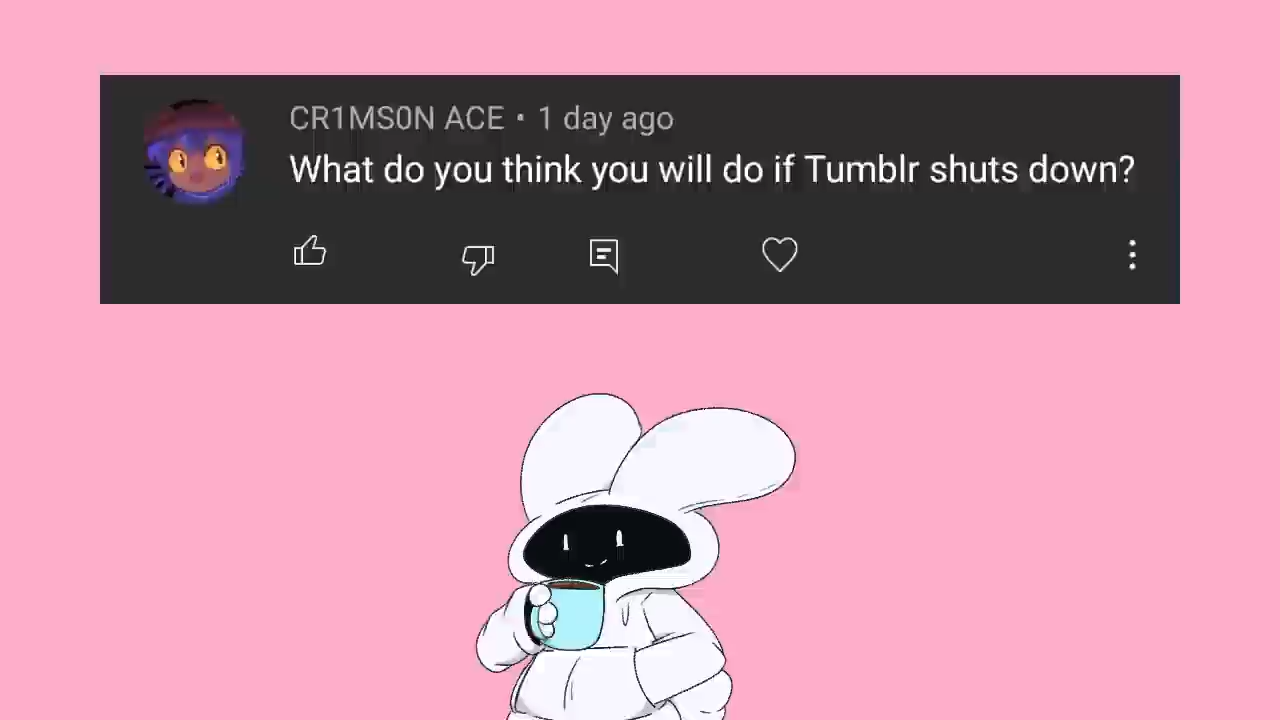 CR1MS0N ACE • 1 day ago
What do you think you will do if Tumblr shuts down?